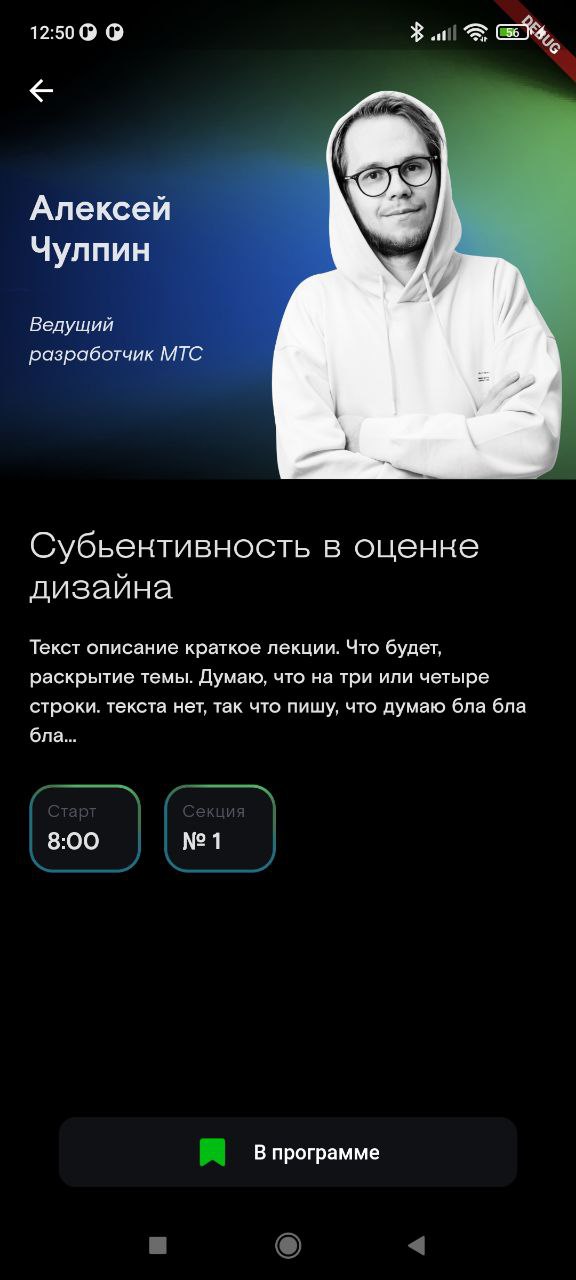 12:50
56
DEBUG
Алексей
Чулпин
Ведущий
разработчик МТС
Субьективность в оценке
дизайна
Текст описание краткое лекции. Что будет,
раскрытие темы. Думаю, что на три или четыре
строки. текста нет, так что пишу, что думаю бла бла
бла...
Старт
Секция
8:00
№ 1
В программе